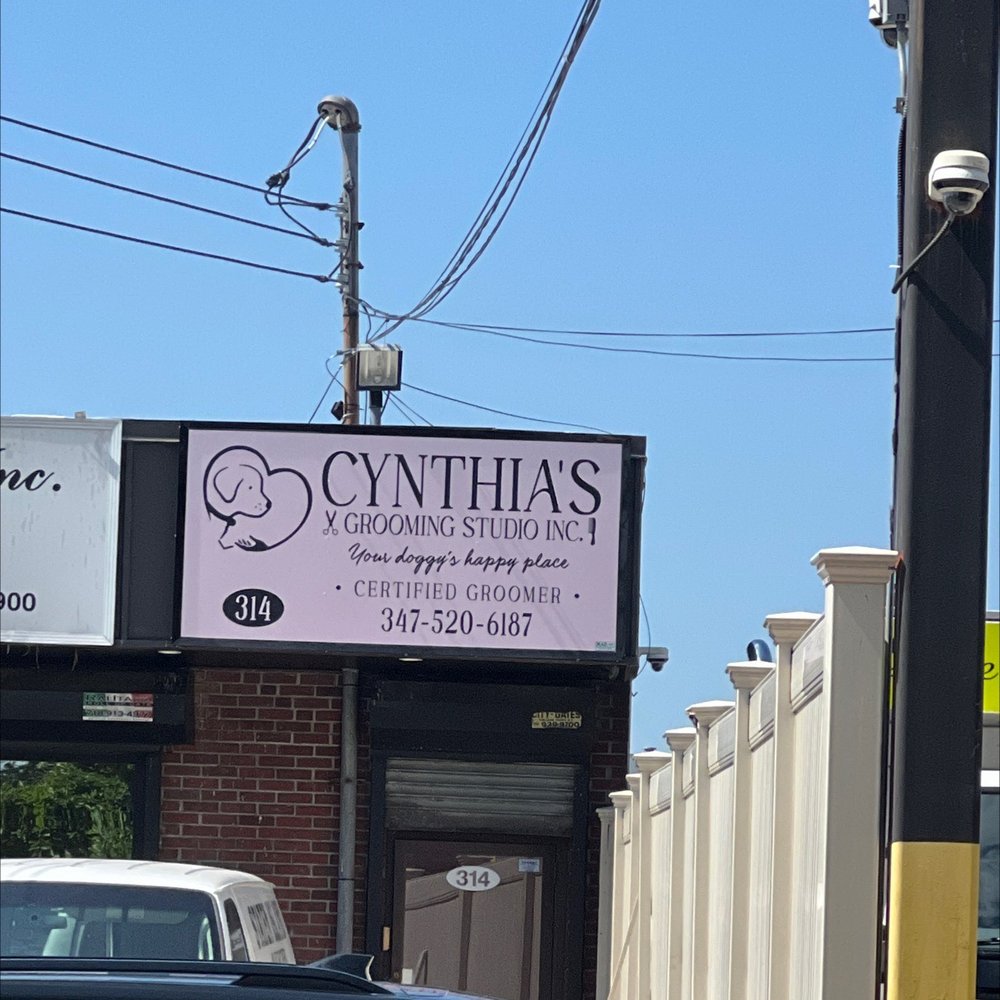 nc.
900
CYNTHIA'S
GROOMING STUDIO INC.
Your doggy's happy place
• CERTIFIED GROOMER •
314
347-520-6187
314